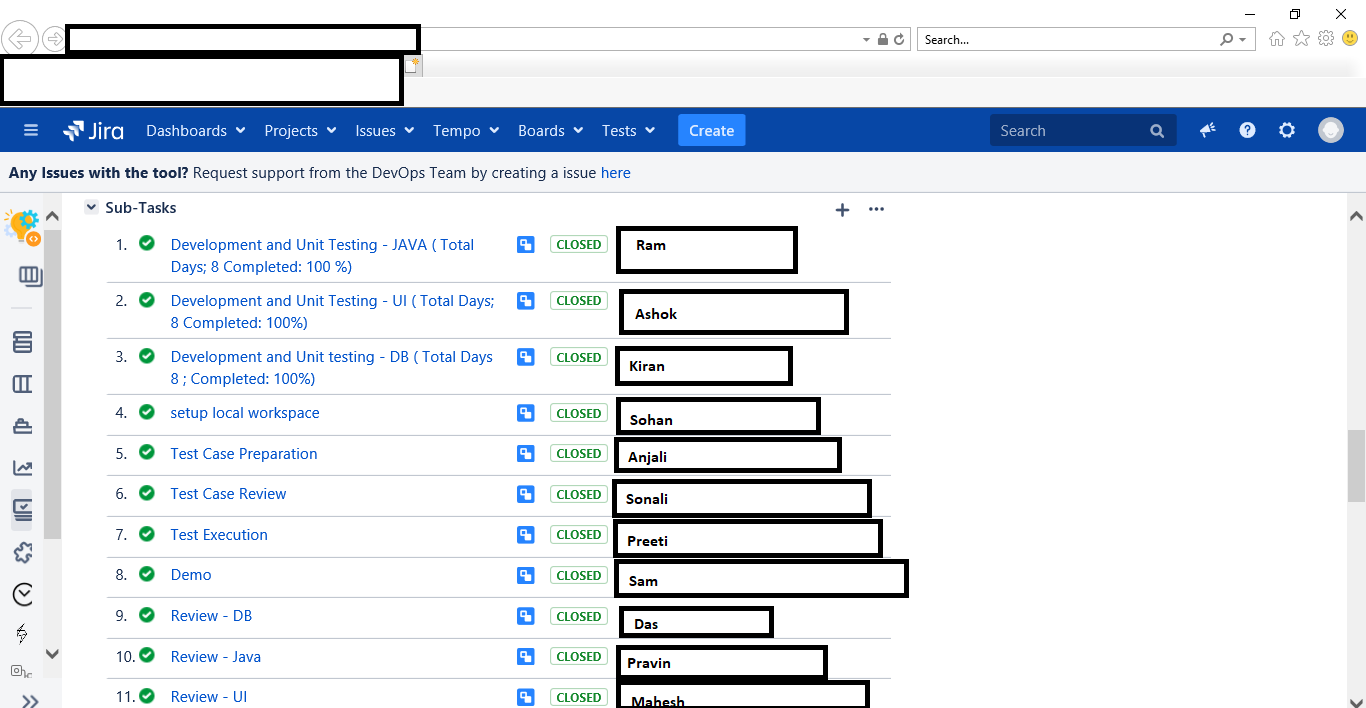 Search...
Jira Dashboards Projects Issues Tempo Boards Tests Create Search
Any Issues with the tool? Request support from the DevOps Team by creating a issue here
Sub-Tasks
1. Development and Unit Testing - JAVA ( Total CLOSED Ram
Days; 8 Completed: 100 %)
2. Development and Unit Testing - UI ( Total Days; CLOSED Ashok
8 Completed: 100%)
3. Development and Unit testing - DB ( Total Days CLOSED Kiran
8 ; Completed: 100%)
4. setup local workspace CLOSED Sohan
5. Test Case Preparation CLOSED Anjali
6. Test Case Review CLOSED Sonali
7. Test Execution CLOSED Preeti
8. Demo CLOSED Sam
9. Review - DB CLOSED Das
10. Review - Java CLOSED Pravin
11. Review - UI CLOSED Mahesh